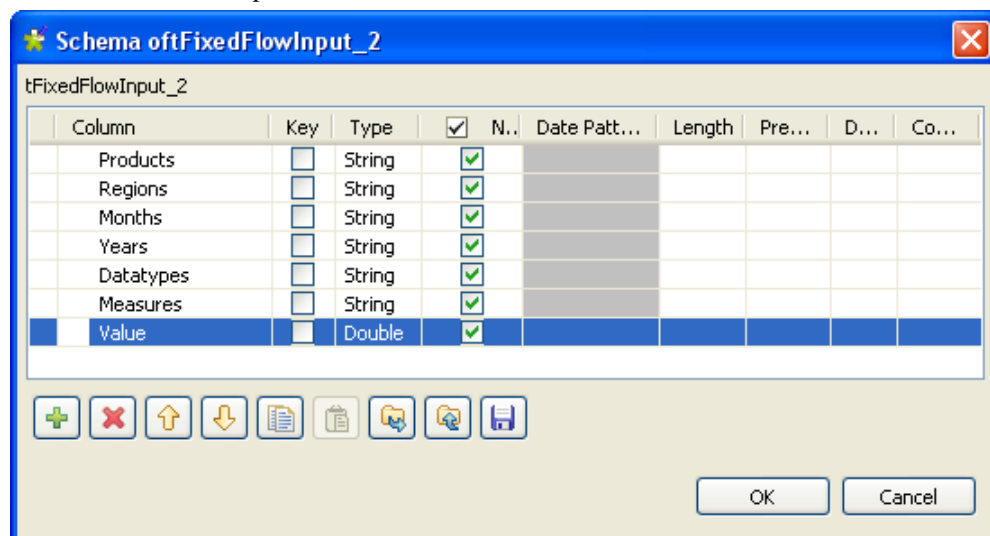 Schema oftFixedFlowInput_2
tFixedFlowInput_2
Column Key Type N.. Date Patt... Length Pre... D... Co...
Products String
Regions String
Months String
Years String
Datatypes String
Measures String
Value Double
OK Cancel